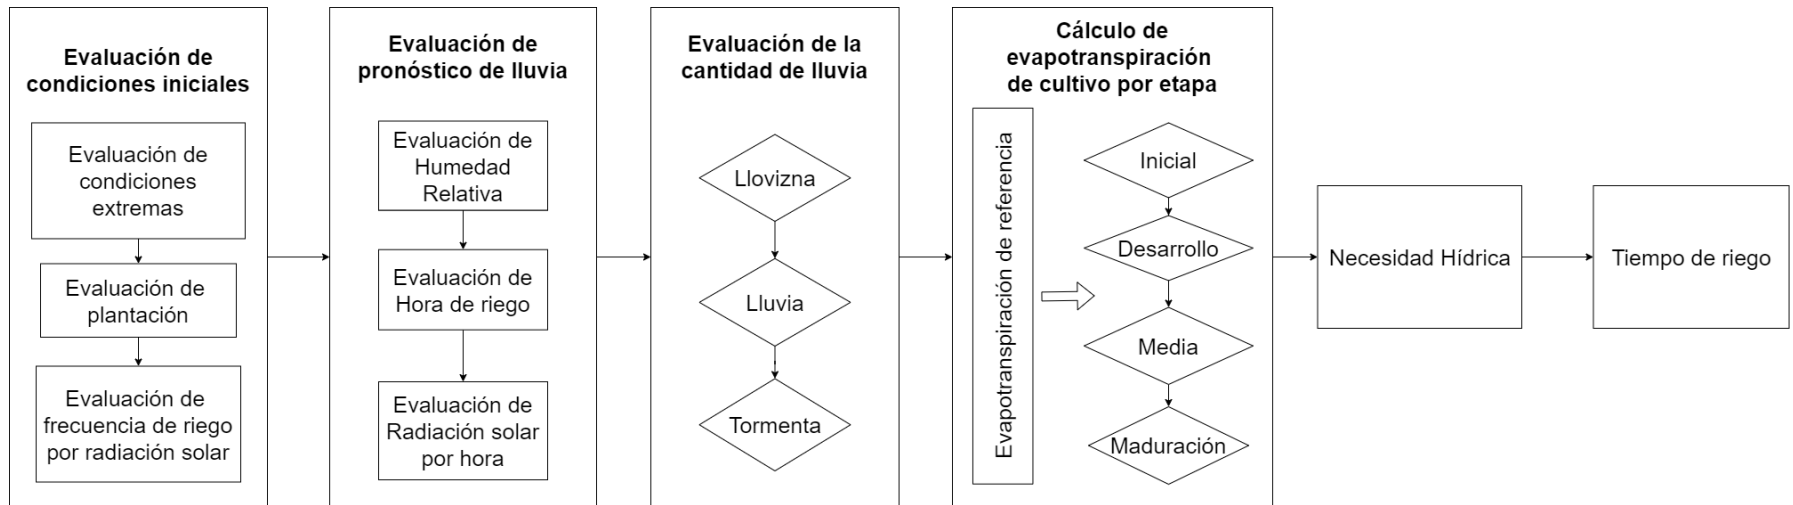 Evaluación de
condiciones iniciales
Evaluación de
condiciones
extremas
Evaluación de
plantación
Evaluación de
frecuencia de riego
por radiación solar
Evaluación de
pronóstico de lluvia
Evaluación de
Humedad
Relativa
Evaluación de
Hora de riego
Evaluación de
Radiación solar
por hora
Evaluación de la
cantidad de lluvia
Llovizna
Lluvia
Tormenta
Cálculo de
evapotranspiración
de cultivo por etapa
Evapotranspiración de referencia
Inicial
Desarrollo
Media
Maduración
Necesidad Hídrica
Tiempo de riego